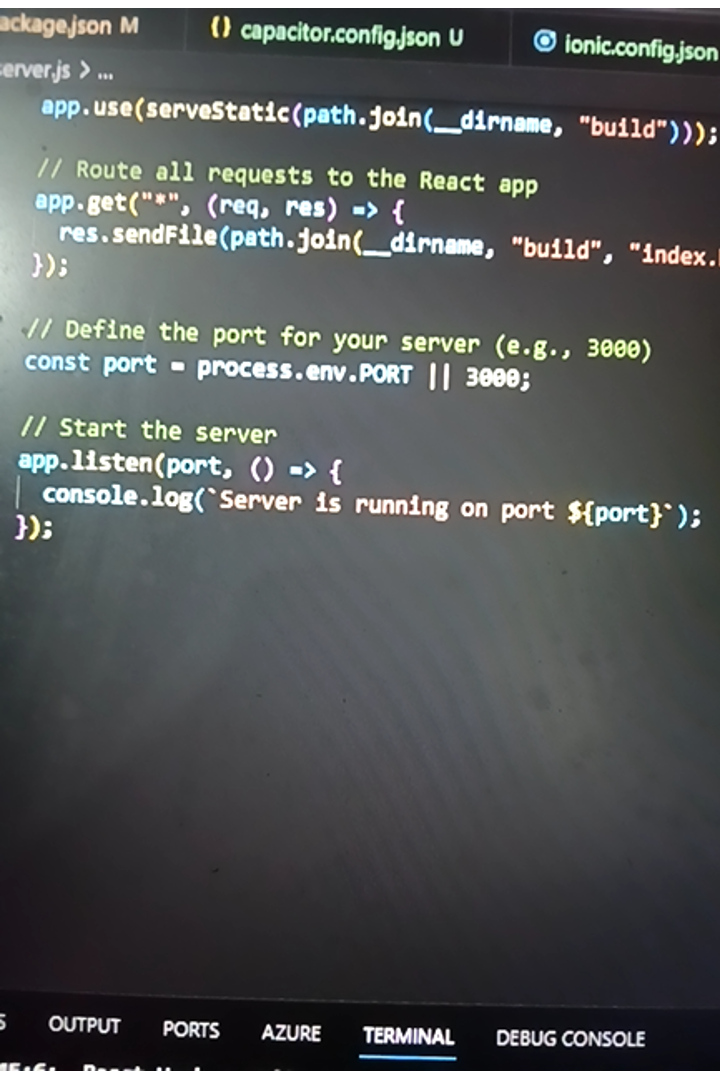 ackage.json M {} capacitor.config.json U ionic.config.json
server.js > ...
app.use(serveStatic(path.join(__dirname, "build")));
// Route all requests to the React app
app.get("*", (req, res) => {
res.sendFile(path.join(__dirname, "build", "index.
});
// Define the port for your server (e.g., 3000)
const port = process.env.PORT || 3000;
// Start the server
app.listen(port, () => {
console.log(`Server is running on port ${port}`);
});
S OUTPUT PORTS AZURE TERMINAL DEBUG CONSOLE